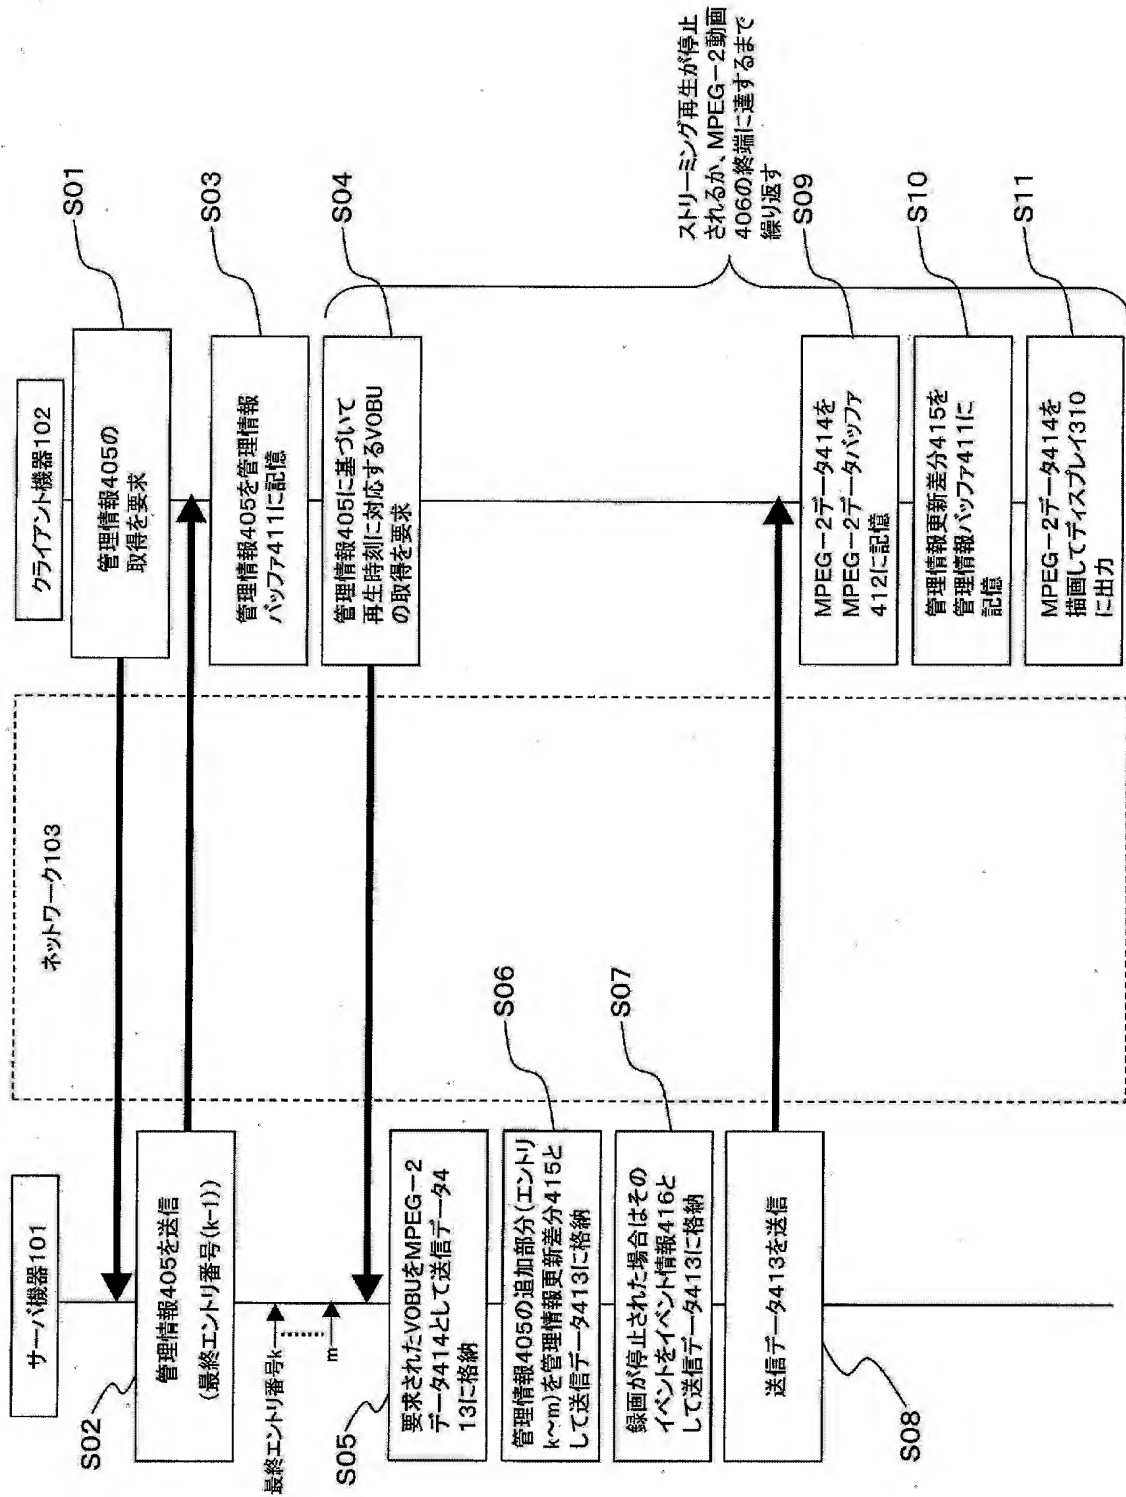 サーバ機器101
ネットワーク103
クライアント機器102
管理情報405の
取得を要求
S01
S02
管理情報405を送信
(最終エントリ番号(k-1))
管理情報405を管理情報
バッファ411に記憶
S03
最終エントリ番号k
m
管理情報405に基づいて
再生時刻に対応するVOBU
の取得を要求
S04
S05
要求されたVOBUをMPEG-2
データ414として送信データ4
13に格納
管理情報405の追加部分(エントリ
k~m)を管理情報更新差分415と
して送信データ413に格納
S06
録画が停止された場合はその
イベントをイベント情報416と
して送信データ413に格納
S07
送信データ413を送信
S08
ストリーミング再生が停止
されるか、MPEG-2動画
406の終端に達するまで
繰り返す
MPEG-2データ414を
MPEG-2データバッファ
412に記憶
S09
管理情報更新差分415を
管理情報バッファ411に
記憶
S10
MPEG-2データ414を
描画してディスプレイ310
に出力
S11